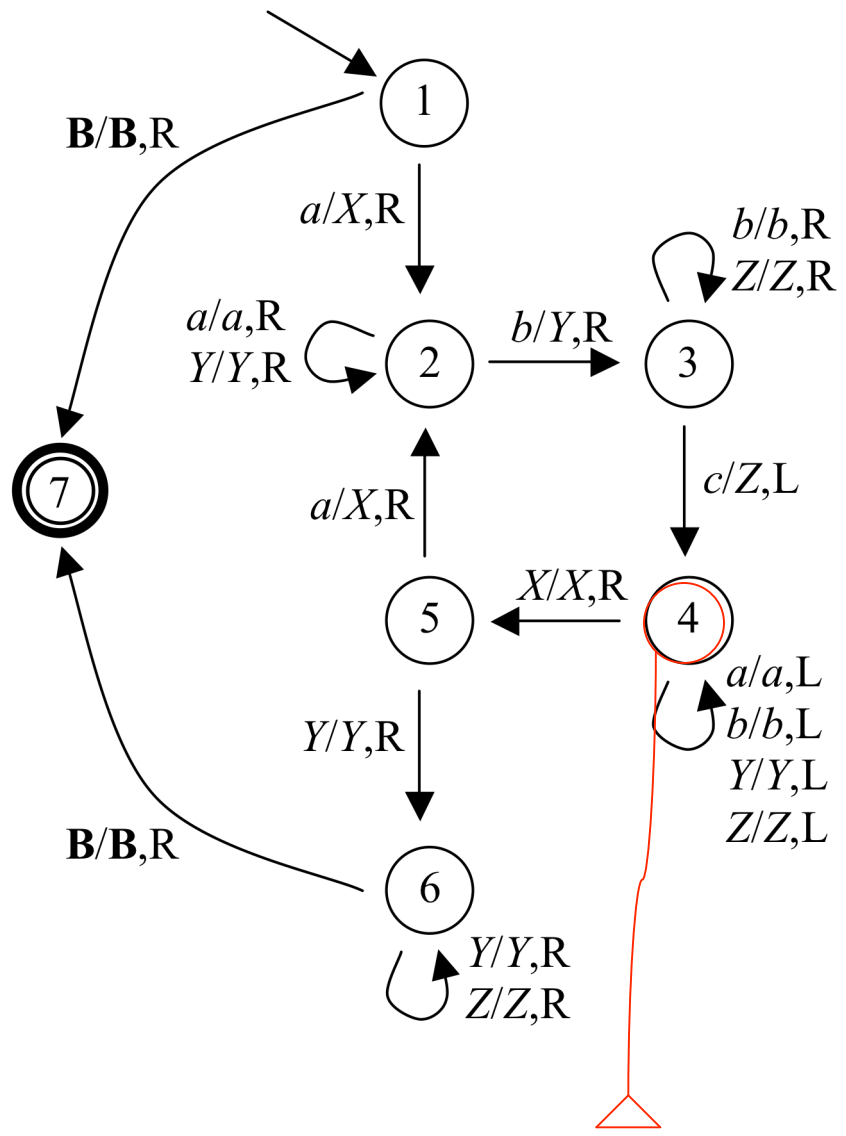 1
B/B,R
a/X,R
b/b,R
Z/Z,R
a/a,R
Y/Y,R
b/Y,R
2
3
7
a/X,R
c/Z,L
X/X,R
5
4
a/a,L
b/b,L
Y/Y,L
Z/Z,L
Y/Y,R
B/B,R
6
Y/Y,R
Z/Z,R